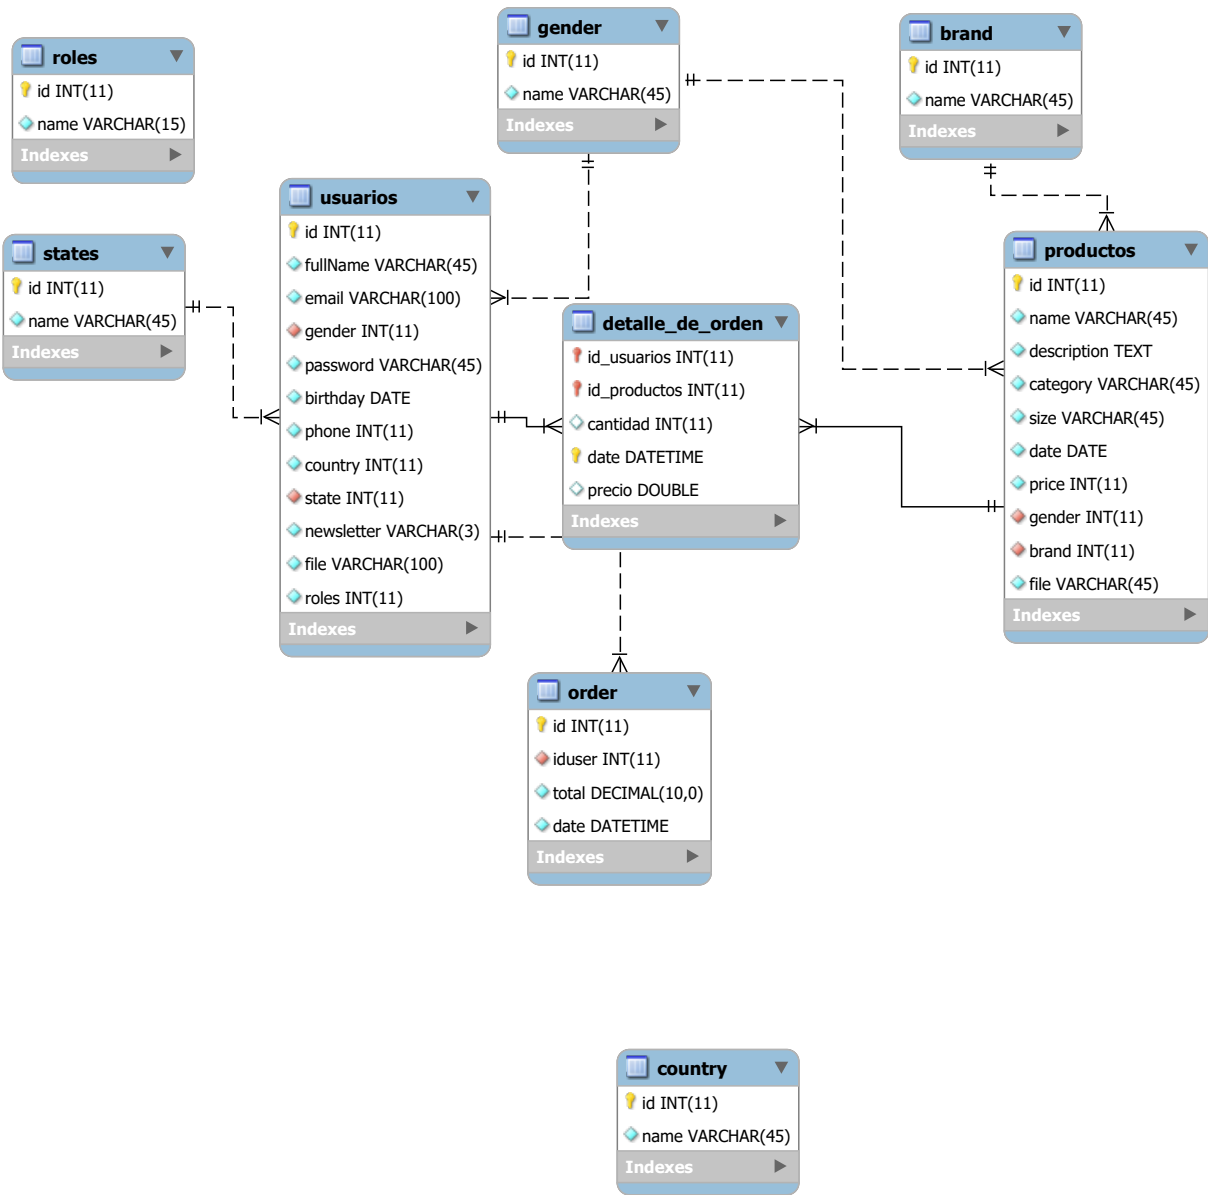 roles
id INT(11)
name VARCHAR(15)
Indexes
gender
id INT(11)
name VARCHAR(45)
Indexes
brand
id INT(11)
name VARCHAR(45)
Indexes
states
id INT(11)
name VARCHAR(45)
Indexes
usuarios
id INT(11)
fullName VARCHAR(45)
email VARCHAR(100)
gender INT(11)
password VARCHAR(45)
birthday DATE
phone INT(11)
country INT(11)
state INT(11)
newsletter VARCHAR(3)
file VARCHAR(100)
roles INT(11)
Indexes
detalle_de_orden
id_usuarios INT(11)
id_productos INT(11)
cantidad INT(11)
date DATETIME
precio DOUBLE
Indexes
productos
id INT(11)
name VARCHAR(45)
description TEXT
category VARCHAR(45)
size VARCHAR(45)
date DATE
price INT(11)
gender INT(11)
brand INT(11)
file VARCHAR(45)
Indexes
order
id INT(11)
iduser INT(11)
total DECIMAL(10,0)
date DATETIME
Indexes
country
id INT(11)
name VARCHAR(45)
Indexes